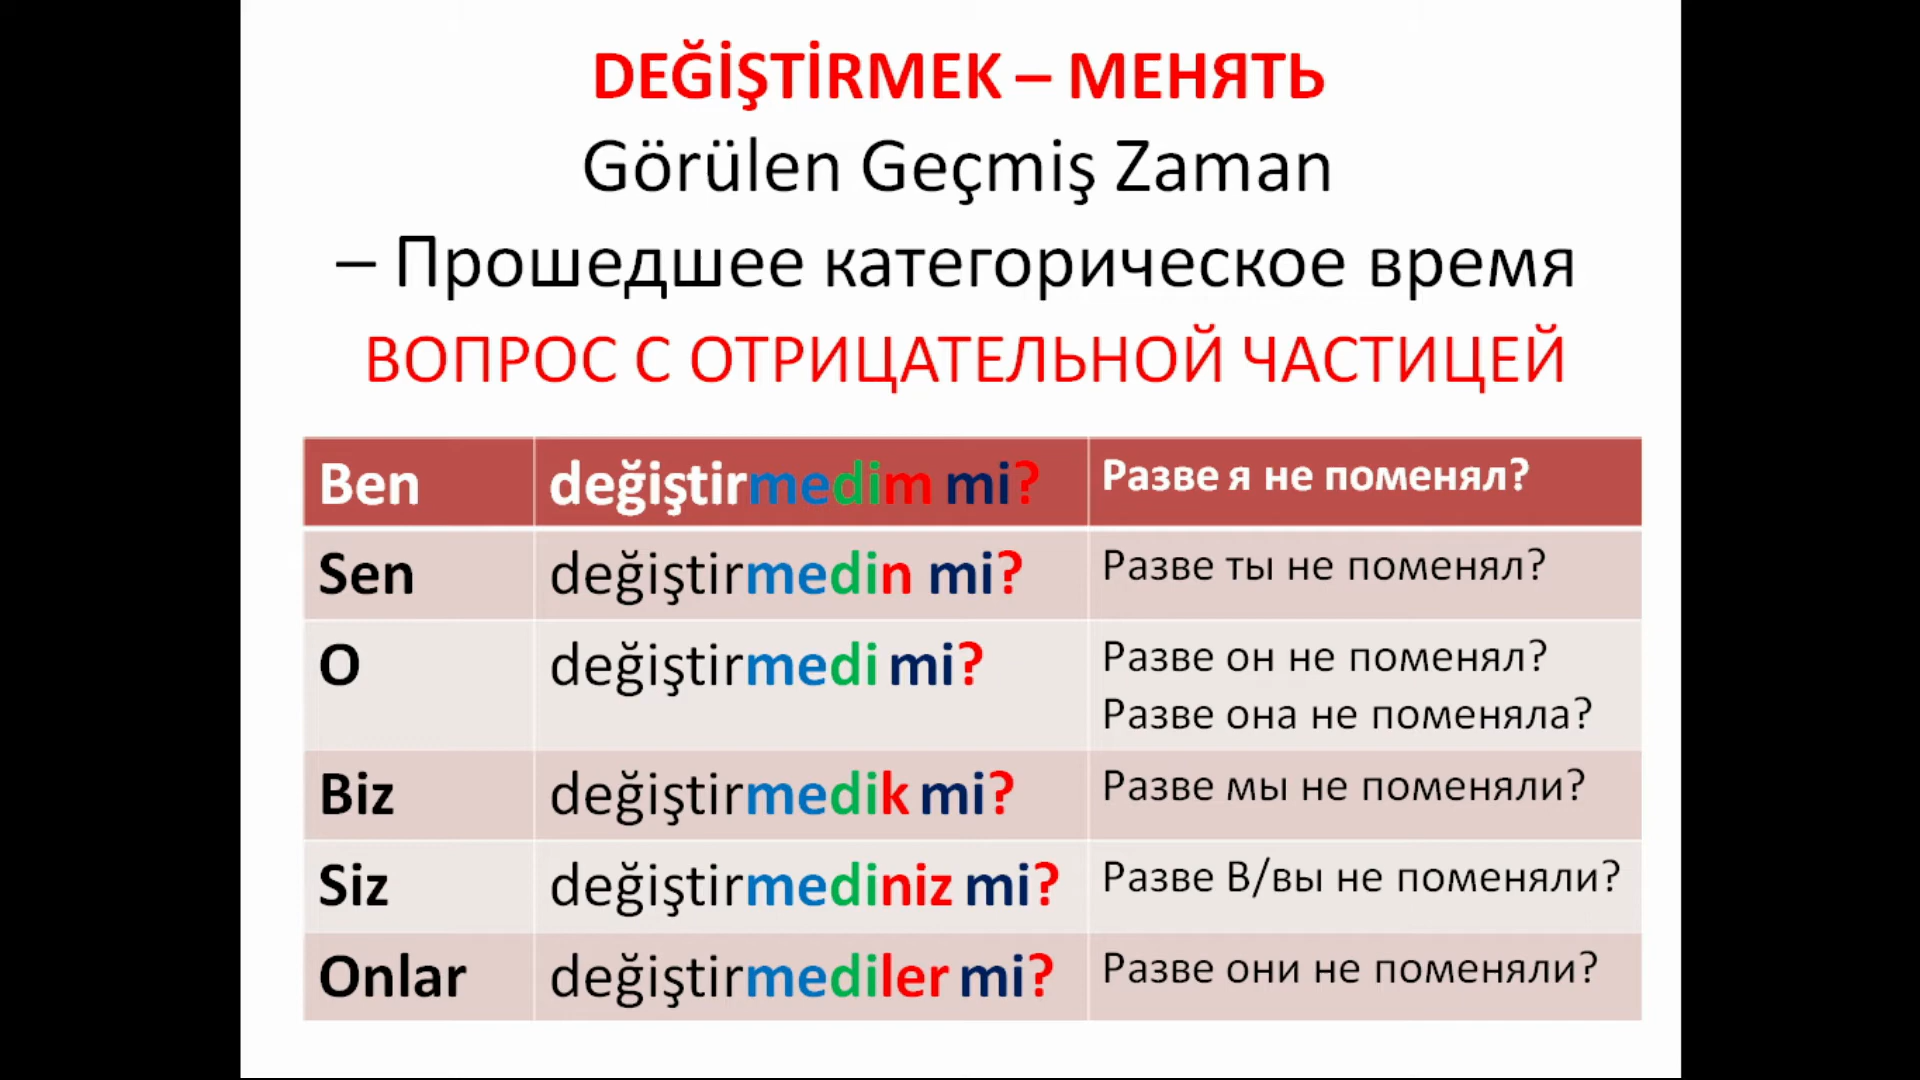 DEĞİŞTİRMEK – МЕНЯТЬ
Görülen Geçmiş Zaman
– Прошедшее категорическое время
ВОПРОС С ОТРИЦАТЕЛЬНОЙ ЧАСТИЦЕЙ
Ben değiştirmedim mi? Разве я не поменял?
Sen değiştirmedin mi? Разве ты не поменял?
O değiştirmedi mi? Разве он не поменял?
Разве она не поменяла?
Biz değiştirmedik mi? Разве мы не поменяли?
Siz değiştirmediniz mi? Разве В/вы не поменяли?
Onlar değiştirmediler mi? Разве они не поменяли?